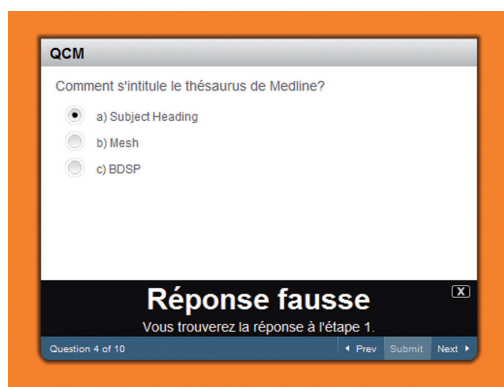 QCM
Comment s'intitule le thésaurus de Medline?
a) Subject Heading
b) Mesh
c) BDSP
X
Réponse fausse
Vous trouverez la réponse à l'étape 1.
Question 4 of 10 Prev Submit Next